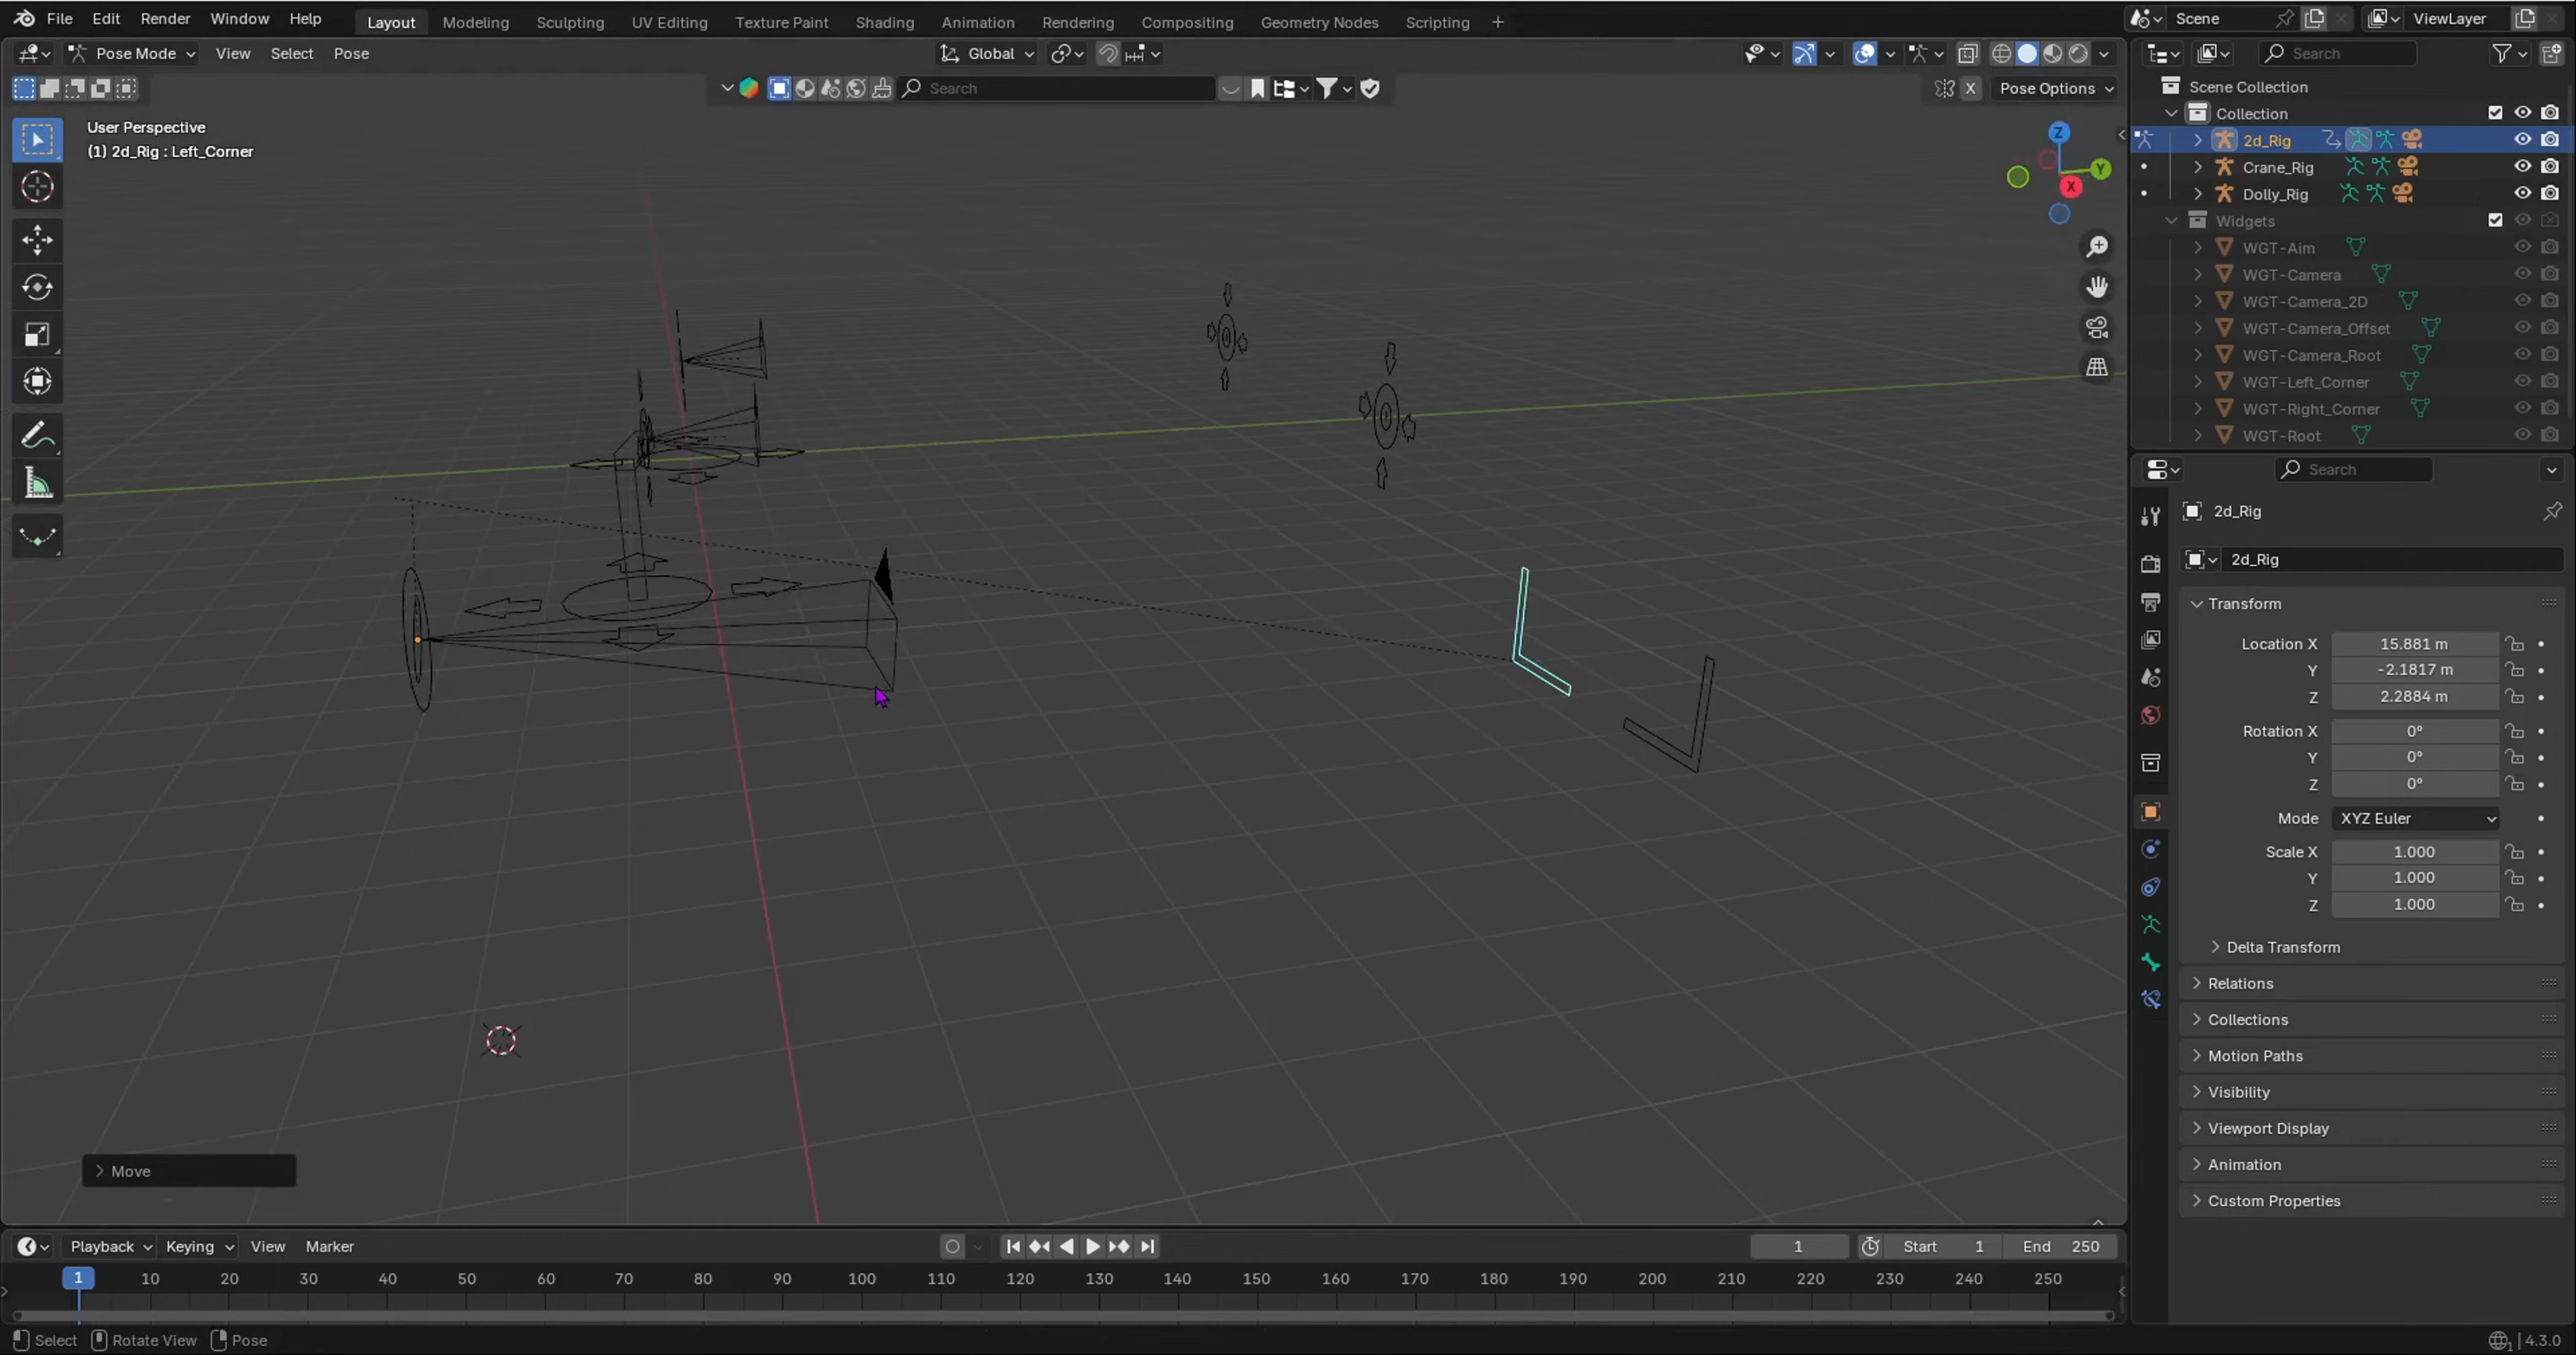 File Edit Render Window Help Layout Modeling Sculpting UV Editing Texture Paint Shading Animation Rendering Compositing Geometry Nodes Scripting + Scene ViewLayer
Pose Mode View Select Pose Global Search
Search X Pose Options
User Perspective
(1) 2d_Rig : Left_Corner
Z
Y
X
Scene Collection
Collection
2d_Rig
Crane_Rig
Dolly_Rig
Widgets
WGT-Aim
WGT-Camera
WGT-Camera_2D
WGT-Camera_Offset
WGT-Camera_Root
WGT-Left_Corner
WGT-Right_Corner
WGT-Root
Search
2d_Rig
2d_Rig
Transform
Location X 15.881 m
Y -2.1817 m
Z 2.2884 m
Rotation X 0°
Y 0°
Z 0°
Mode XYZ Euler
Scale X 1.000
Y 1.000
Z 1.000
Delta Transform
Relations
Collections
Motion Paths
Visibility
Viewport Display
Animation
Custom Properties
Move
Playback Keying View Marker 1 Start 1 End 250
1 10 20 30 40 50 60 70 80 90 100 110 120 130 140 150 160 170 180 190 200 210 220 230 240 250
Select Rotate View Pose 4.3.0